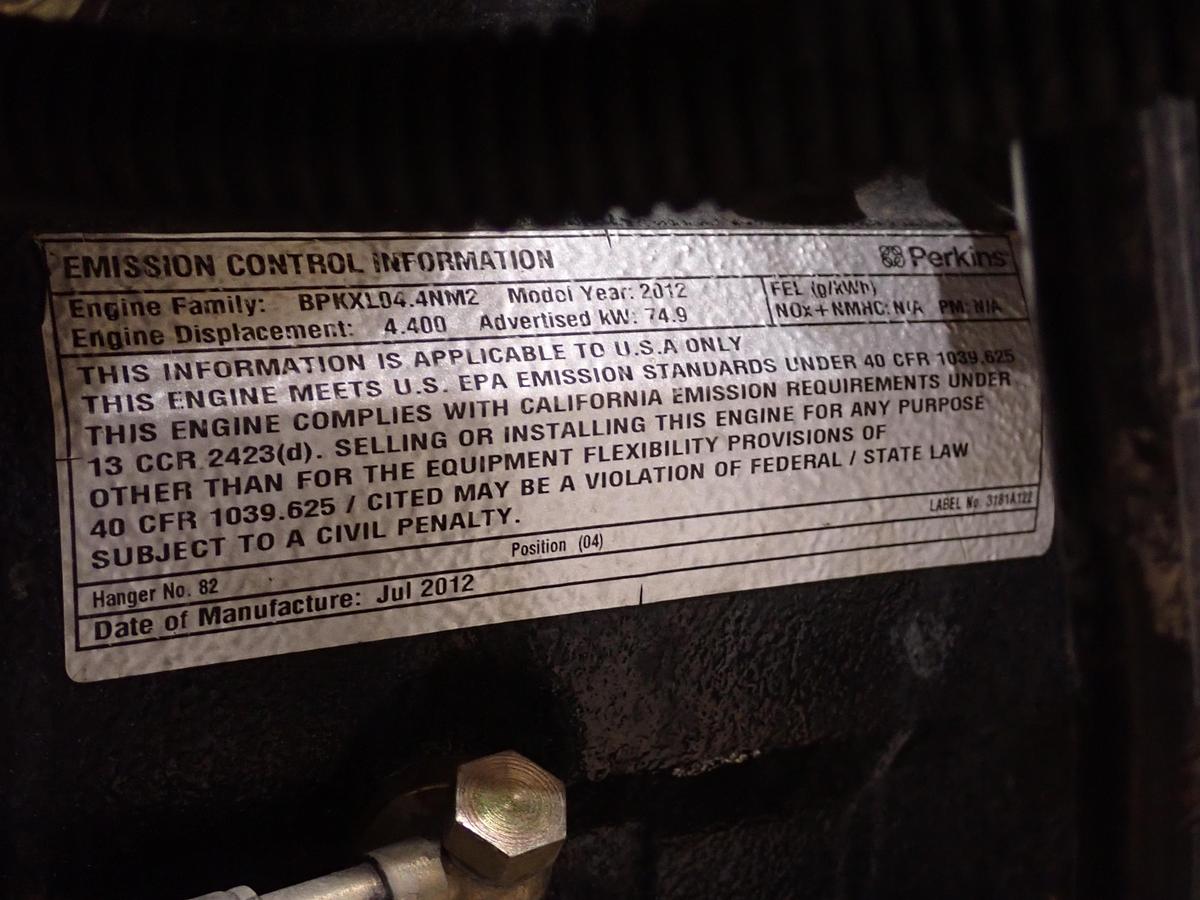 EMISSION CONTROL INFORMATION
Perkins
Engine Family: BPKXL04.4NM2 Model Year: 2012
FEL (g/kWh)
Engine Displacement: 4.400 Advertised kW: 74.9
NOx + NMHC: N/A PM: N/A
THIS INFORMATION IS APPLICABLE TO U.S.A ONLY
THIS ENGINE MEETS U.S. EPA EMISSION STANDARDS UNDER 40 CFR 1039.625
THIS ENGINE COMPLIES WITH CALIFORNIA EMISSION REQUIREMENTS UNDER
13 CCR 2423(d). SELLING OR INSTALLING THIS ENGINE FOR ANY PURPOSE
OTHER THAN FOR THE EQUIPMENT FLEXIBILITY PROVISIONS OF
40 CFR 1039.625 / CITED MAY BE A VIOLATION OF FEDERAL / STATE LAW
SUBJECT TO A CIVIL PENALTY.
LABEL No. 3181A122
Hanger No. 82 Position (04)
Date of Manufacture: Jul 2012